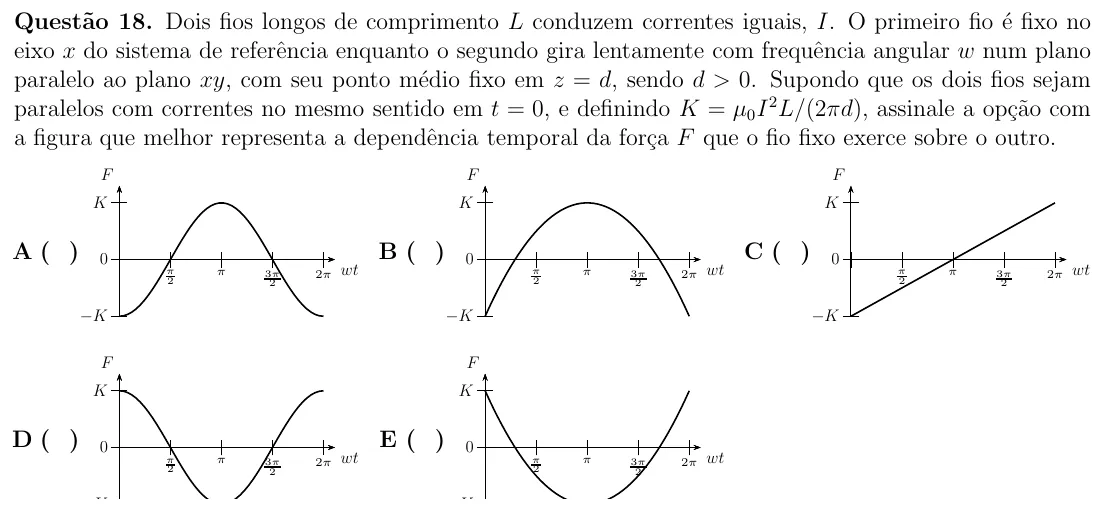 Questão 18. Dois fios longos de comprimento L conduzem correntes iguais, I. O primeiro fio é fixo no
eixo x do sistema de referência enquanto o segundo gira lentamente com frequência angular w num plano
paralelo ao plano xy, com seu ponto médio fixo em z = d, sendo d > 0. Supondo que os dois fios sejam
paralelos com correntes no mesmo sentido em t = 0, e definindo K = μ₀I²L/(2πd), assinale a opção com
a figura que melhor representa a dependência temporal da força F que o fio fixo exerce sobre o outro.
A ( )
F
K
0
−K
π/2
π
3π/2
2π
wt
B ( )
F
K
0
−K
π/2
π
3π/2
2π
wt
C ( )
F
K
0
−K
π/2
π
3π/2
2π
wt
D ( )
F
K
0
π/2
π
3π/2
2π
wt
E ( )
F
K
0
π/2
π
3π/2
2π
wt